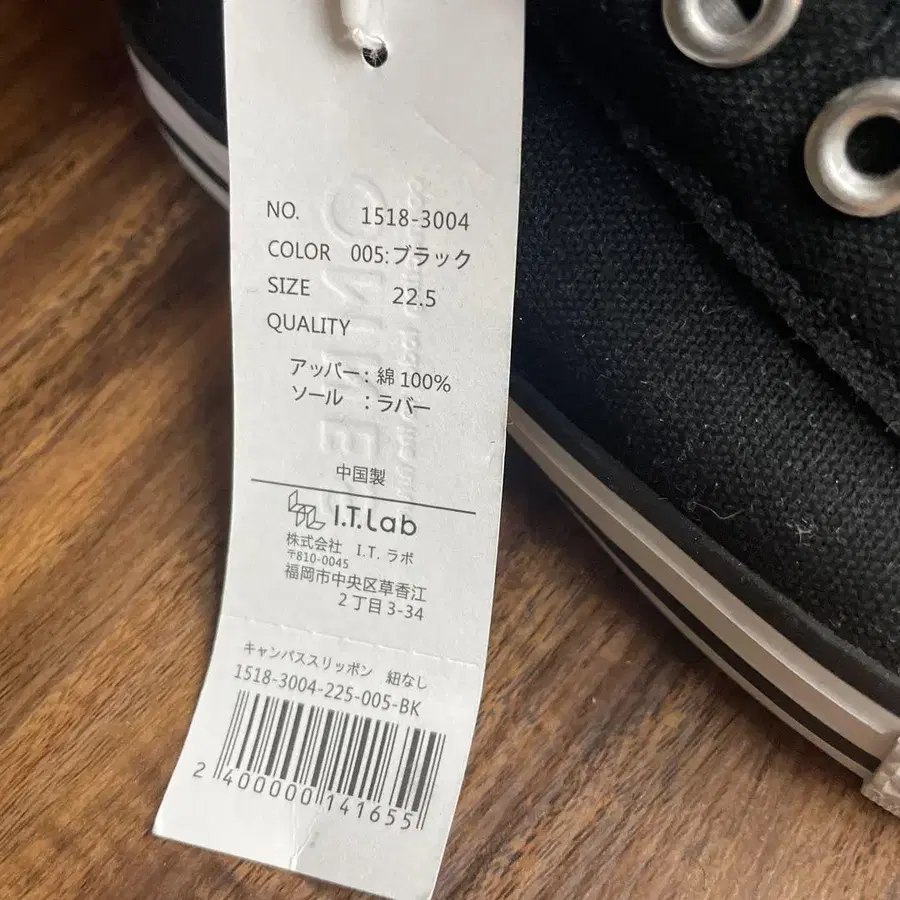 NO. 1518-3004
COLOR 005:ブラック
SIZE 22.5
QUALITY
アッパー: 綿 100%
ソール :ラバー
中国製
I.T.Lab
株式会社 I.T. ラボ
〒810-0045
福岡市中央区草香江
2丁目3-34
キャンバススリッポン 紐なし
1518-3004-225-005-BK
2 400000 141655